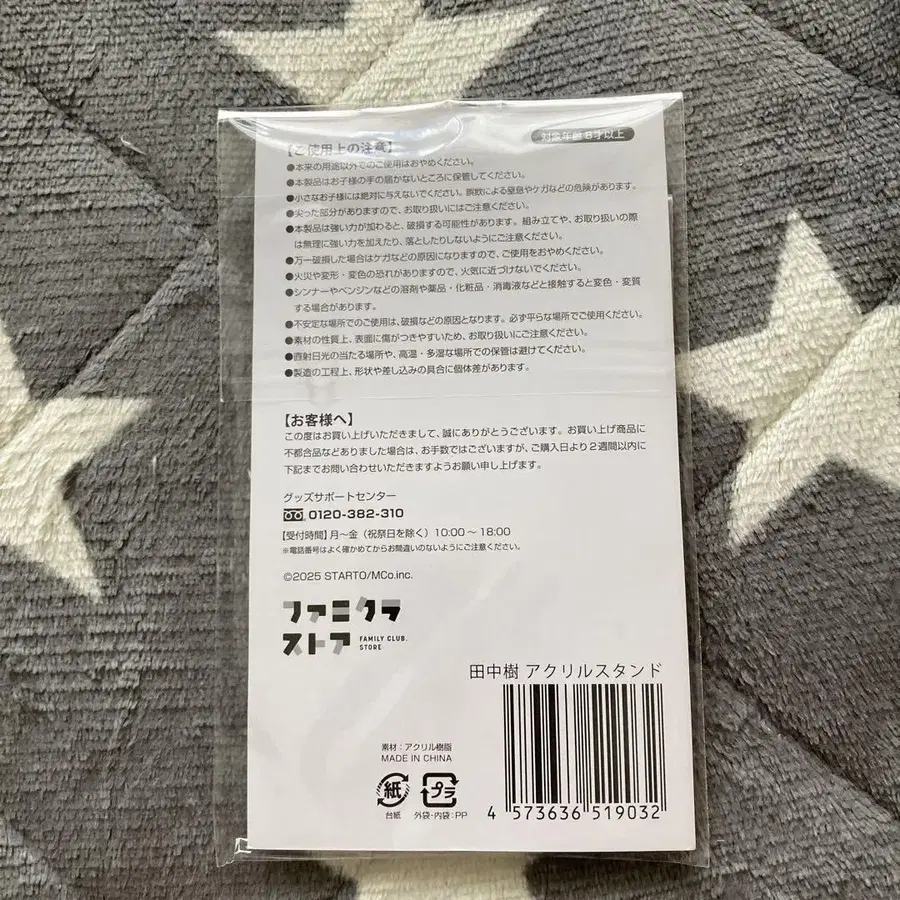 対象年齢 6才以上
【ご使用上の注意】
●本来の用途以外でのご使用はおやめください。
●本製品はお子様の手の届かないところに保管してください。
●小さなお子様には絶対に与えないでください。誤飲による窒息やケガなどの危険があります。
●尖った部分がありますので、お取り扱いにはご注意ください。
●本製品は強い力が加わると、破損する可能性があります。組み立てや、お取り扱いの際
は無理に強い力を加えたり、落としたりしないようにご注意ください。
●万一破損した場合はケガなどの原因になりますので、ご使用をおやめください。
●火災や変形・変色の恐れがありますので、火気に近づけないでください。
●シンナーやベンジンなどの溶剤や薬品・化粧品・消毒液などと接触すると変色・変質
する場合があります。
●不安定な場所でのご使用は、破損などの原因となります。必ず平らな場所でご使用ください。
●素材の性質上、表面に傷がつきやすいため、お取り扱いにご注意ください。
●直射日光の当たる場所や、高温・多湿な場所での保管は避けてください。
●製造の工程上、形状や差し込みの具合に個体差があります。
【お客様へ】
この度はお買い上げいただきまして、誠にありがとうございます。お買い上げ商品に
不都合品などありました場合は、お手数ではございますが、ご購入日より2週間以内に
下記までお問い合わせいただきますようお願い申し上げます。
グッズサポートセンター
0120-382-310
【受付時間】月～金（祝祭日を除く）10:00～18:00
※電話番号はよく確かめてからお間違いのないようにご注意ください。
©2025 STARTO/MCo.inc.
ファミクラ
ストア FAMILY CLUB.
STORE
田中樹 アクリルスタンド
素材：アクリル樹脂
MADE IN CHINA
紙 プラ
台紙 外袋・内袋：PP
4 573636 519032